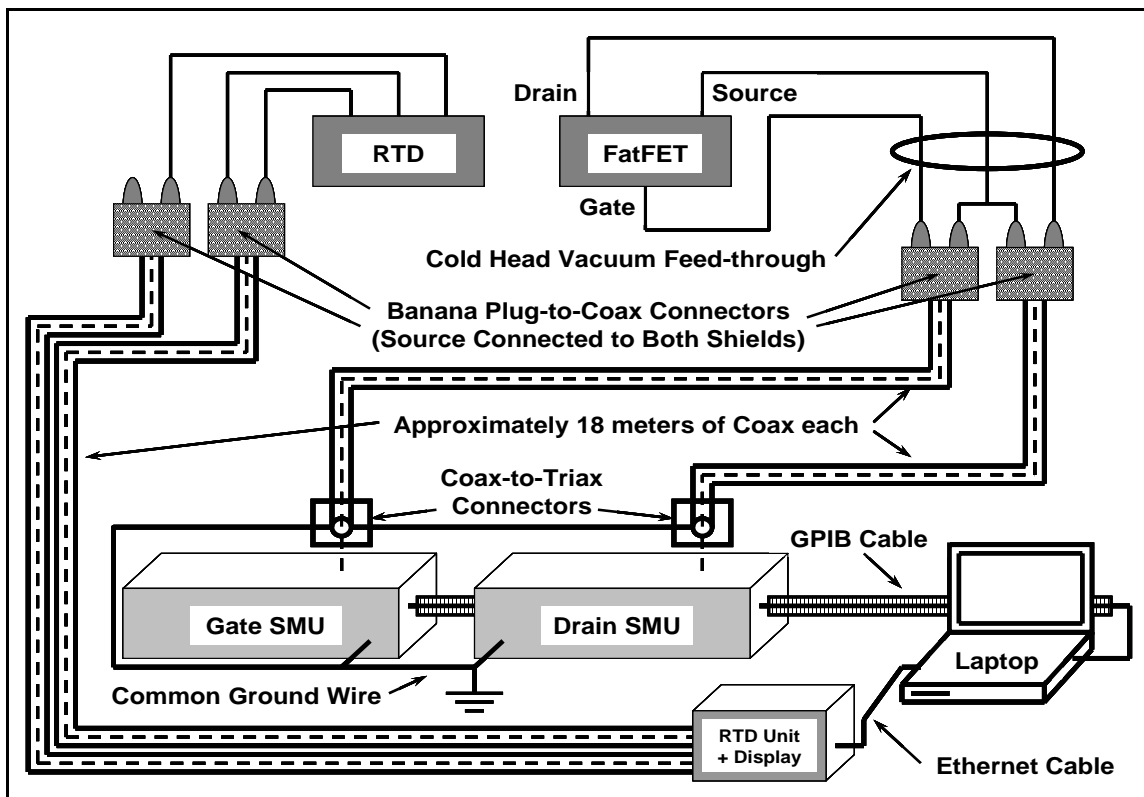 Drain
Source
RTD
FatFET
Gate
Cold Head Vacuum Feed-through
Banana Plug-to-Coax Connectors
(Source Connected to Both Shields)
Approximately 18 meters of Coax each
Coax-to-Triax
Connectors
GPIB Cable
Gate SMU
Drain SMU
Laptop
Common Ground Wire
RTD Unit
+ Display
Ethernet Cable